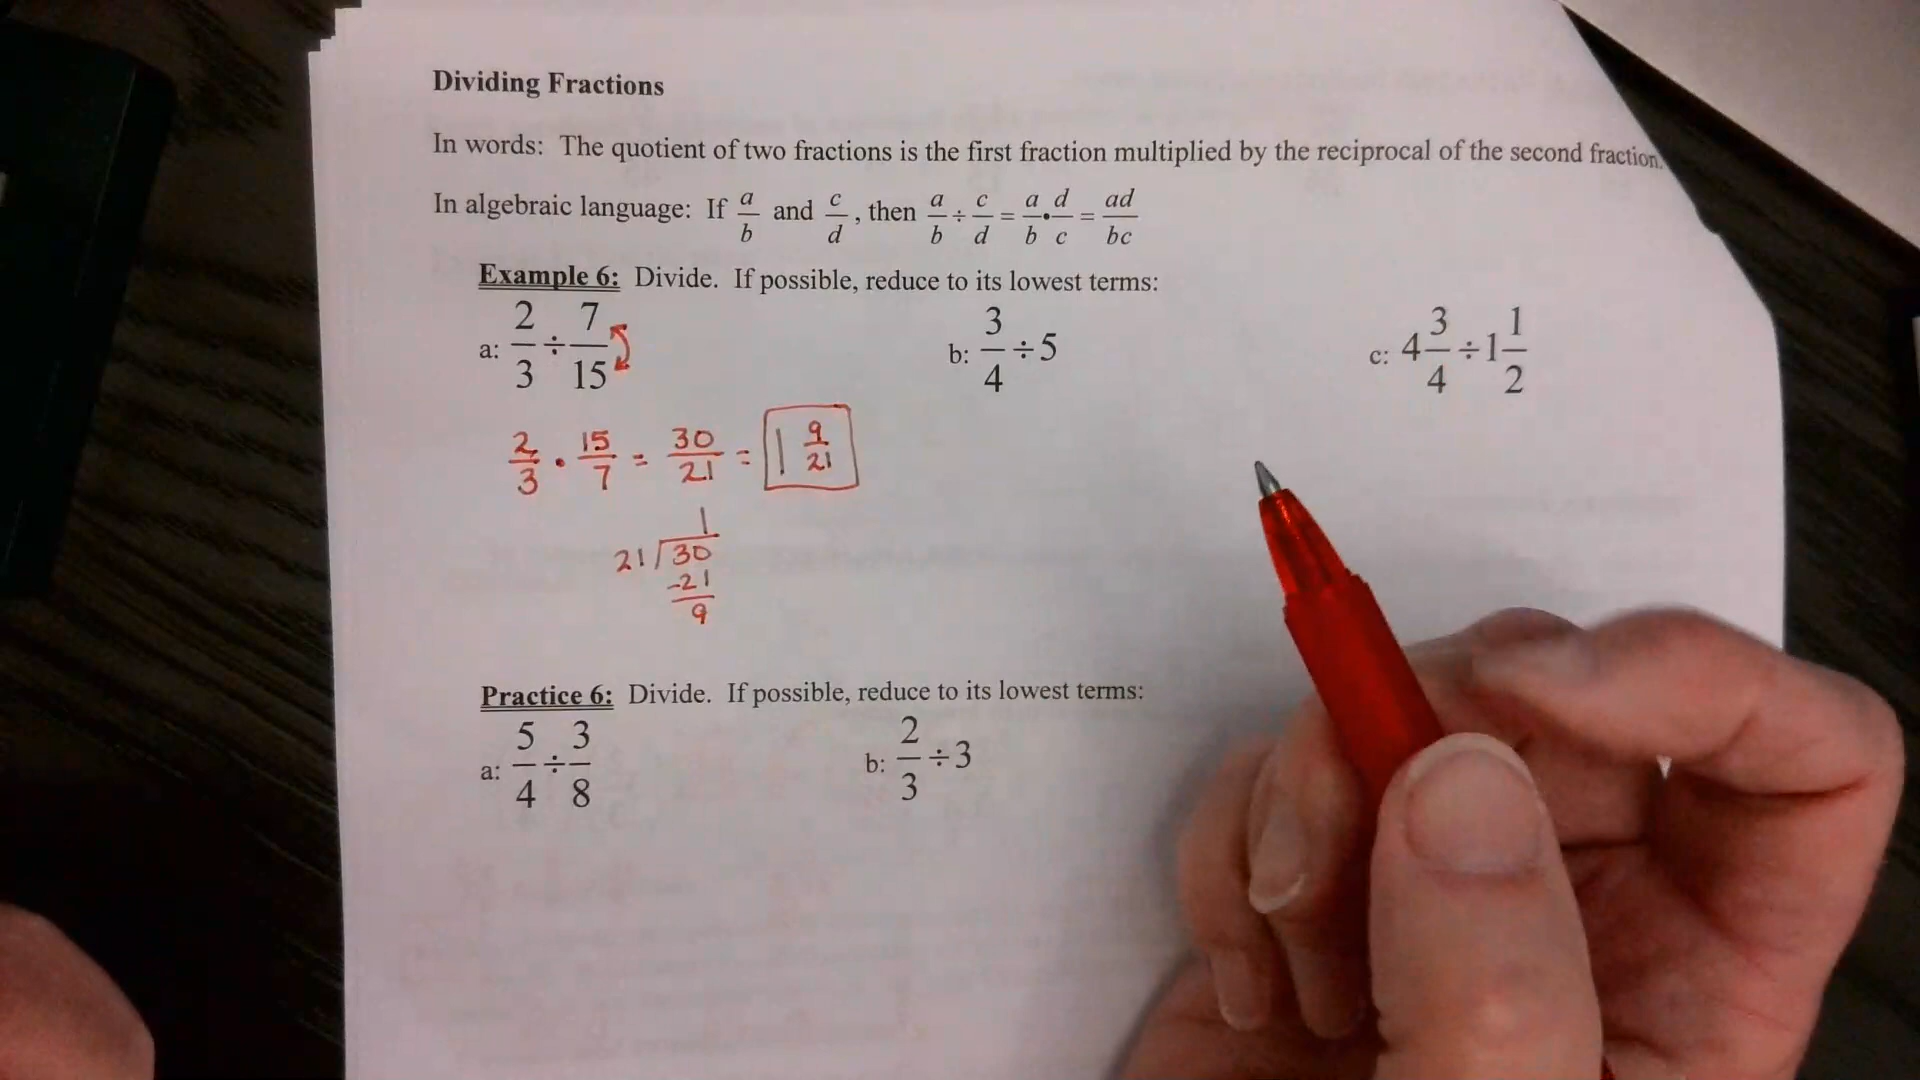 Dividing Fractions
In words: The quotient of two fractions is the first fraction multiplied by the reciprocal of the second fraction.
In algebraic language: If a/b and c/d, then a/b ÷ c/d = a/b • d/c = ad/bc
Example 6: Divide. If possible, reduce to its lowest terms:
a: 2/3 ÷ 7/15 b: 3/4 ÷ 5 c: 4 3/4 ÷ 1 1/2
2/3 • 15/7 = 30/21 = 1 9/21
1
21 30
-21
9
Practice 6: Divide. If possible, reduce to its lowest terms:
a: 5/4 ÷ 3/8 b: 2/3 ÷ 3